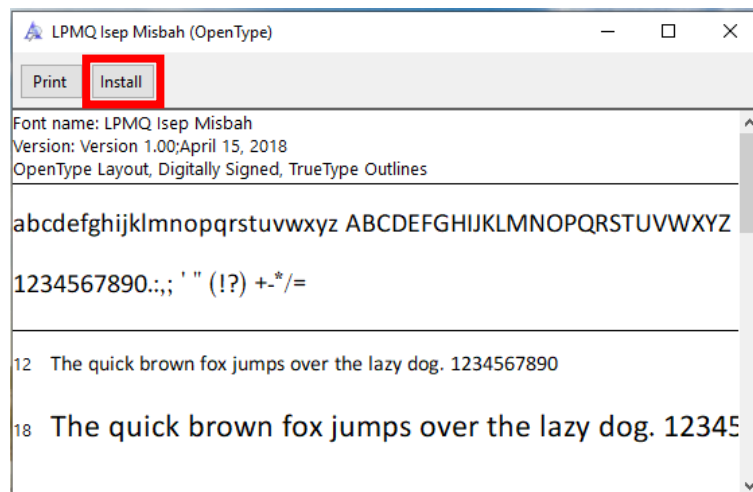 LPMQ Isep Misbah (OpenType)
Print Install
Font name: LPMQ Isep Misbah
Version: Version 1.00;April 15, 2018
OpenType Layout, Digitally Signed, TrueType Outlines
abcdefghijklmnopqrstuvwxyz ABCDEFGHIJKLMNOPQRSTUVWXYZ
1234567890.:,; ' " (!?) +-*/=
12 The quick brown fox jumps over the lazy dog. 1234567890
18 The quick brown fox jumps over the lazy dog. 12345